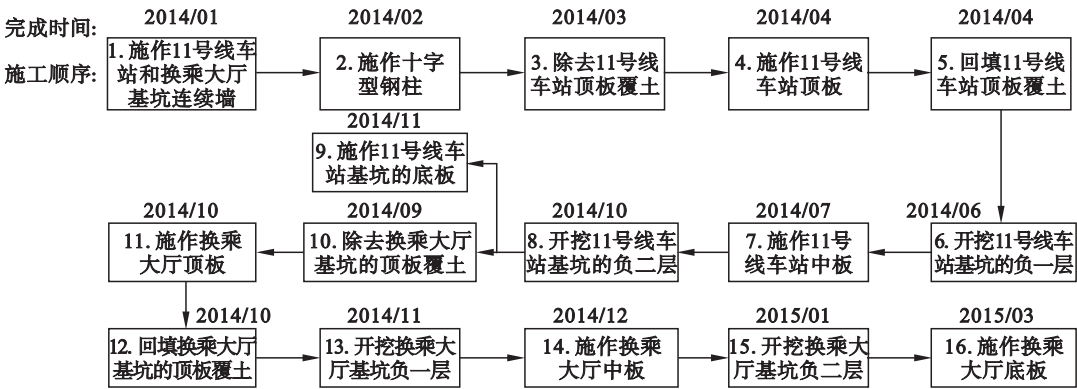 完成时间:
2014/01
2014/02
2014/03
2014/04
2014/04
施工顺序:
1. 施作11号线车
站和换乘大厅
基坑连续墙
2. 施作十字
型钢柱
3. 除去11号线
车站顶板覆土
4. 施作11号线
车站顶板
5. 回填11号线
车站顶板覆土
2014/11
9. 施作11号线车
站基坑的底板
2014/10
11. 施作换乘
大厅顶板
2014/09
10. 除去换乘大厅
基坑的顶板覆土
2014/10
8. 开挖11号线车
站基坑的负二层
2014/07
7. 施作11号
线车站中板
2014/06
6. 开挖11号线车
站基坑的负一层
2014/10
12. 回填换乘大厅
基坑的顶板覆土
2014/11
13. 开挖换乘大
厅基坑负一层
2014/12
14. 施作换乘
大厅中板
2015/01
15. 开挖换乘大
厅基坑负二层
2015/03
16. 施作换乘
大厅底板